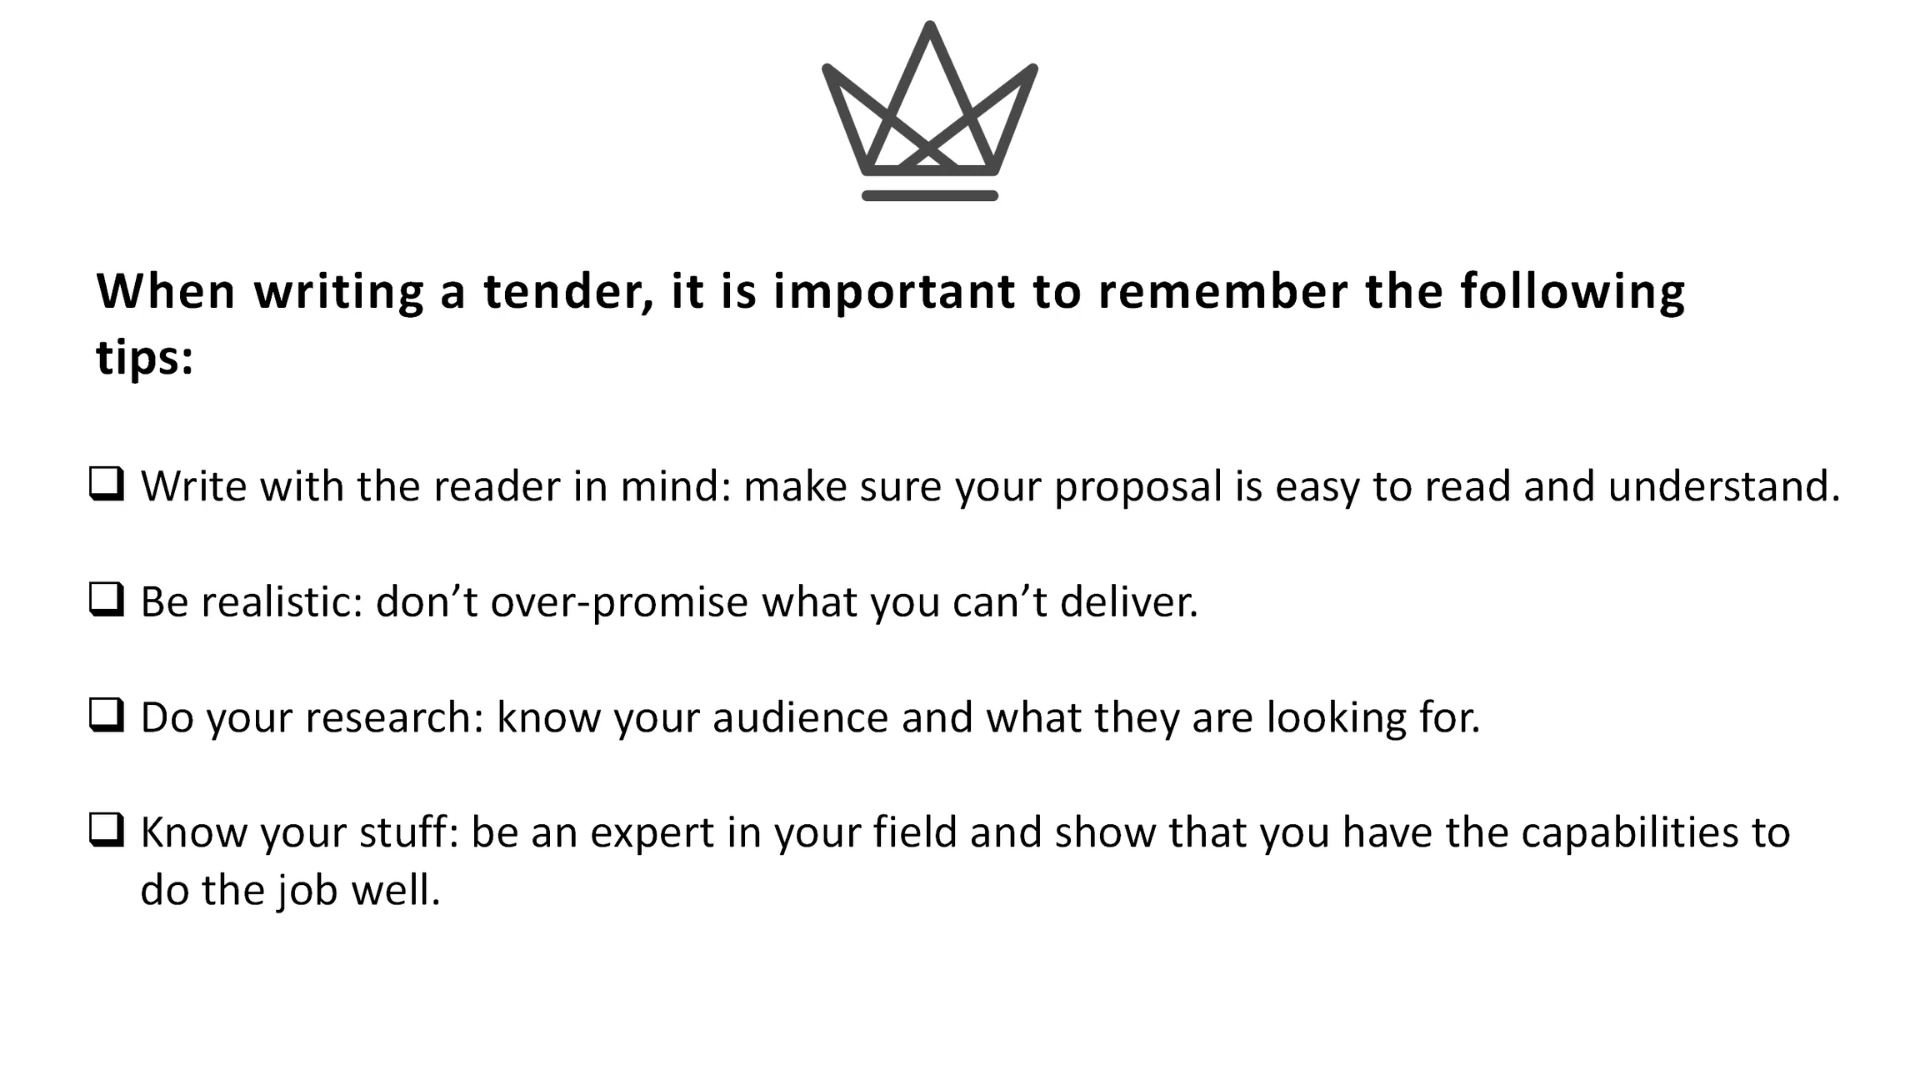 When writing a tender, it is important to remember the following
tips:
❑ Write with the reader in mind: make sure your proposal is easy to read and understand.
❑ Be realistic: don’t over-promise what you can’t deliver.
❑ Do your research: know your audience and what they are looking for.
❑ Know your stuff: be an expert in your field and show that you have the capabilities to
do the job well.